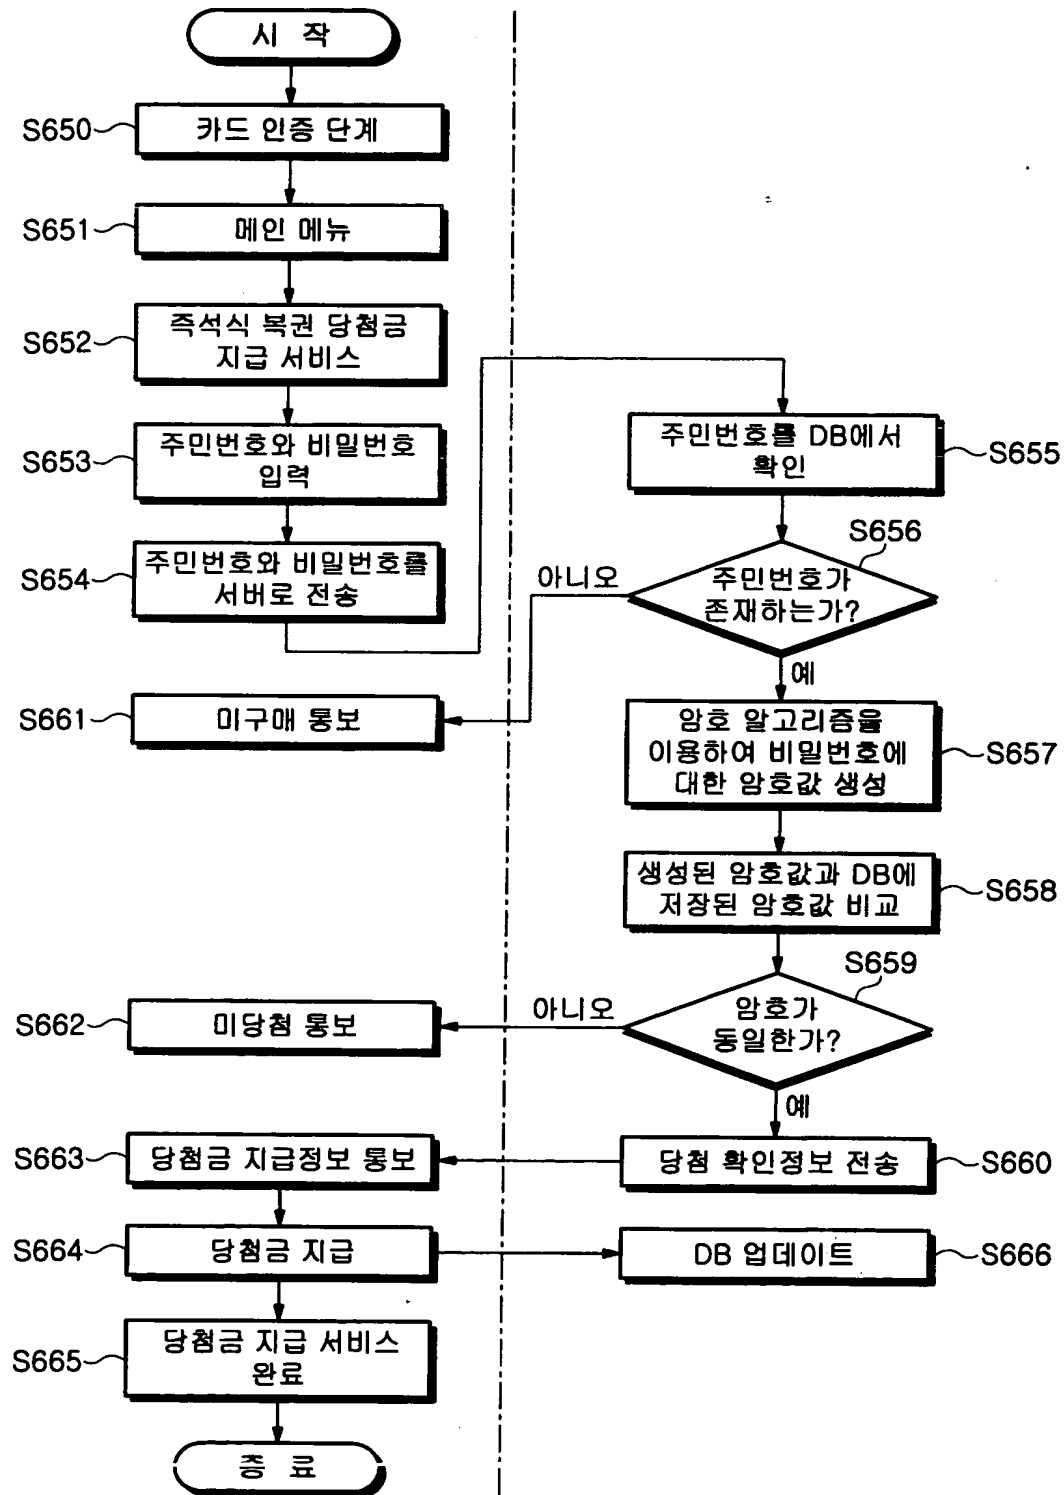 시 작
S650
카드 인증 단계
S651
메인 메뉴
S652
즉석식 복권 당첨금
지급 서비스
S653
주민번호와 비밀번호
입력
S654
주민번호와 비밀번호를
서버로 전송
주민번호를 DB에서
확인
S655
S656
주민번호가
존재하는가?
아니오
예
S661
미구매 통보
암호 알고리즘을
이용하여 비밀번호에
대한 암호값 생성
S657
생성된 암호값과 DB에
저장된 암호값 비교
S658
S659
암호가
동일한가?
아니오
예
S662
미당첨 통보
S663
당첨금 지급정보 통보
당첨 확인정보 전송
S660
S664
당첨금 지급
DB 업데이트
S666
S665
당첨금 지급 서비스
완료
종 료